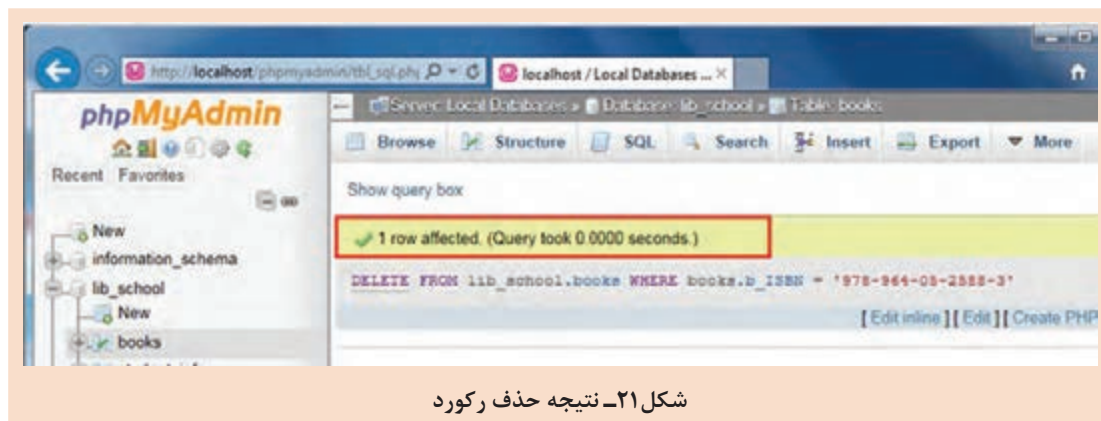 http://localhost/phpmyadmin/tbl_sql.php
localhost / Local Databases ...
phpMyAdmin
Server: Local Databases » Database: lib_school » Table: books
Browse Structure SQL Search Insert Export More
Recent Favorites
Show query box
New
1 row affected. (Query took 0.0000 seconds.)
information_schema
DELETE FROM lib_school.books WHERE books.b_ISBN = '978-964-05-2588-3'
lib_school
New
[ Edit inline ] [ Edit ] [ Create PHP
books
شکل ۲۱ـ نتیجه حذف رکورد